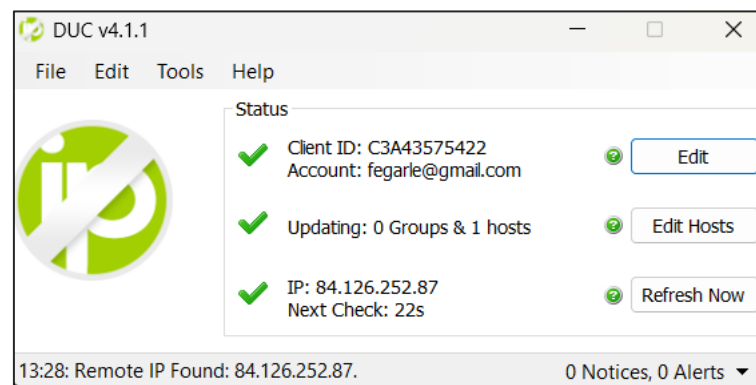 DUC v4.1.1
File Edit Tools Help
ip
Status
Client ID: C3A43575422
Account: fegarle@gmail.com
Edit
Updating: 0 Groups & 1 hosts
Edit Hosts
IP: 84.126.252.87
Next Check: 22s
Refresh Now
13:28: Remote IP Found: 84.126.252.87.
0 Notices, 0 Alerts